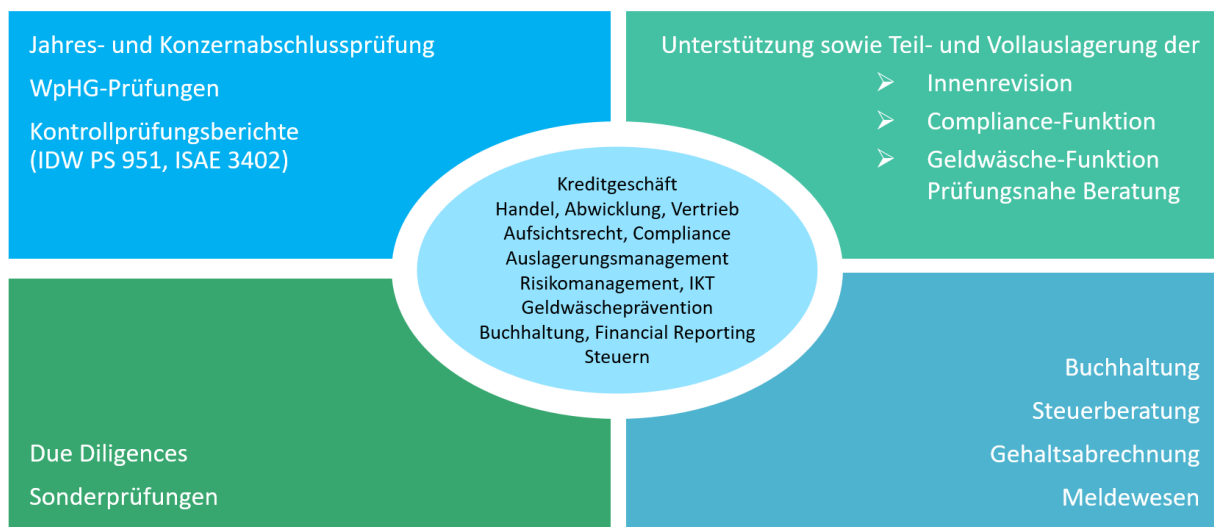 Jahres- und Konzernabschlussprüfung
WpHG-Prüfungen
Kontrollprüfungsberichte
(IDW PS 951, ISAE 3402)
Unterstützung sowie Teil- und Vollauslagerung der
➢ Innenrevision
➢ Compliance-Funktion
➢ Geldwäsche-Funktion
Prüfungsnahe Beratung
Kreditgeschäft
Handel, Abwicklung, Vertrieb
Aufsichtsrecht, Compliance
Auslagerungsmanagement
Risikomanagement, IKT
Geldwäscheprävention
Buchhaltung, Financial Reporting
Steuern
Due Diligences
Sonderprüfungen
Buchhaltung
Steuerberatung
Gehaltsabrechnung
Meldewesen